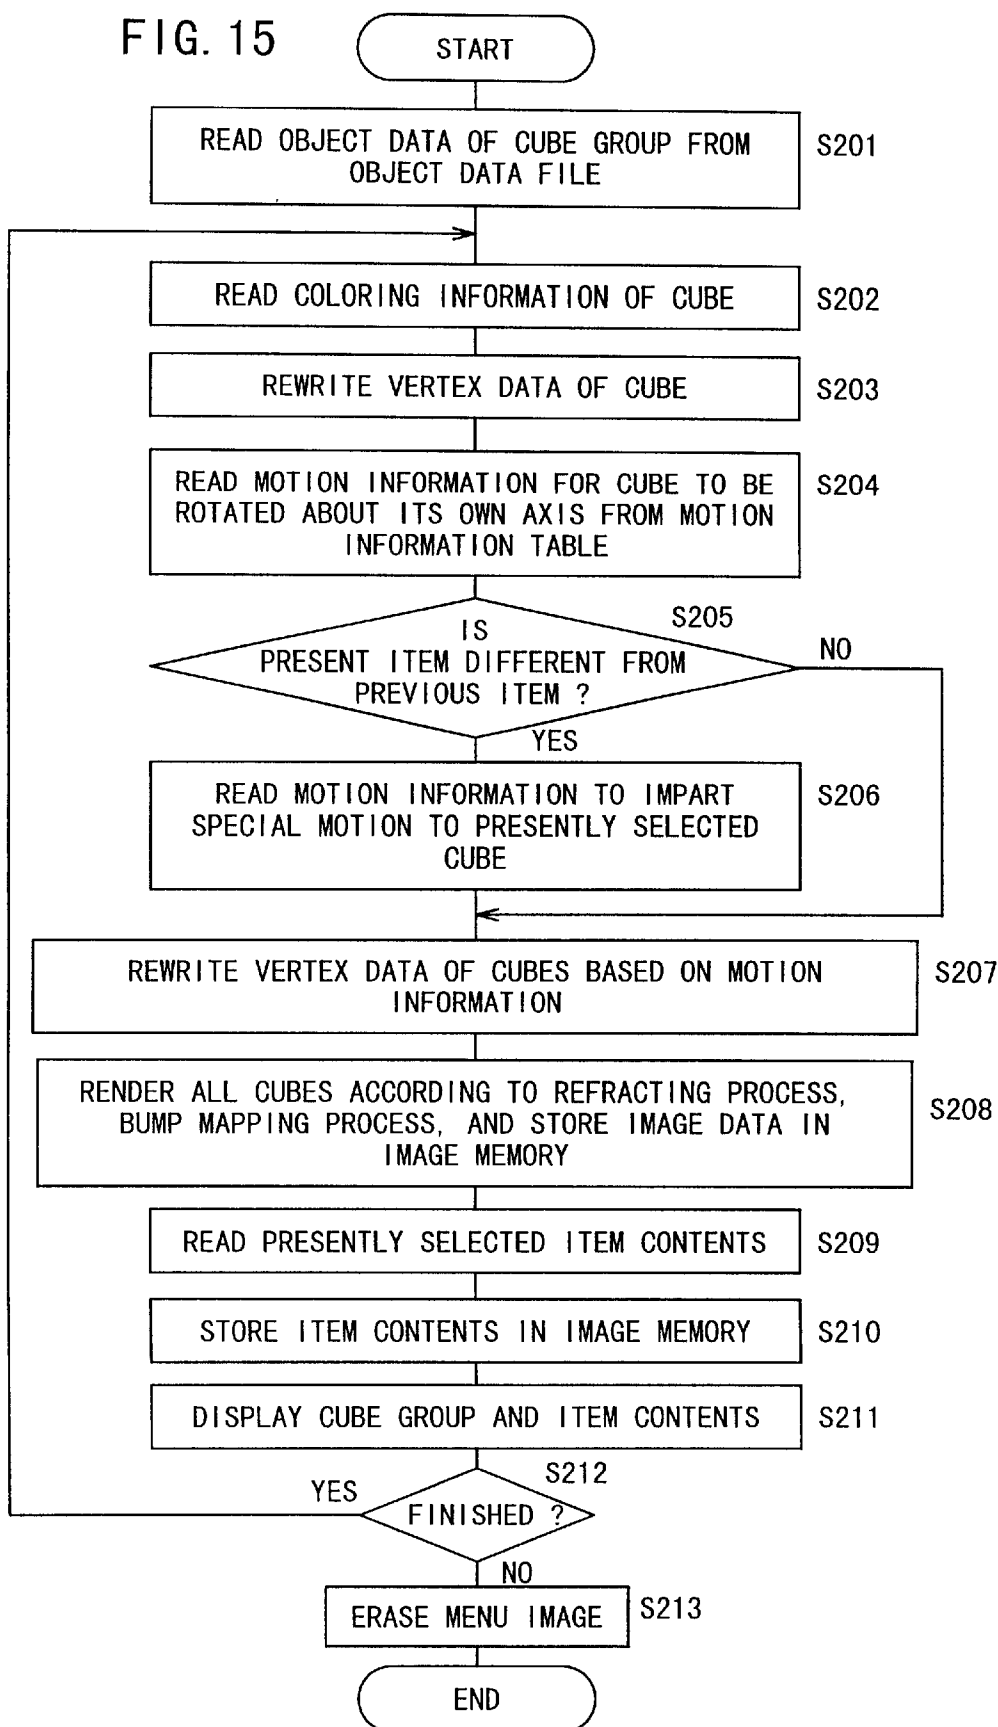 FIG. 15
START
READ OBJECT DATA OF CUBE GROUP FROM
OBJECT DATA FILE
S201
READ COLORING INFORMATION OF CUBE
S202
REWRITE VERTEX DATA OF CUBE
S203
READ MOTION INFORMATION FOR CUBE TO BE
ROTATED ABOUT ITS OWN AXIS FROM MOTION
INFORMATION TABLE
S204
S205
IS
PRESENT ITEM DIFFERENT FROM
PREVIOUS ITEM ?
NO
YES
READ MOTION INFORMATION TO IMPART
SPECIAL MOTION TO PRESENTLY SELECTED
CUBE
S206
REWRITE VERTEX DATA OF CUBES BASED ON MOTION
INFORMATION
S207
RENDER ALL CUBES ACCORDING TO REFRACTING PROCESS,
BUMP MAPPING PROCESS, AND STORE IMAGE DATA IN
IMAGE MEMORY
S208
READ PRESENTLY SELECTED ITEM CONTENTS
S209
STORE ITEM CONTENTS IN IMAGE MEMORY
S210
DISPLAY CUBE GROUP AND ITEM CONTENTS
S211
S212
YES
FINISHED ?
NO
ERASE MENU IMAGE
S213
END